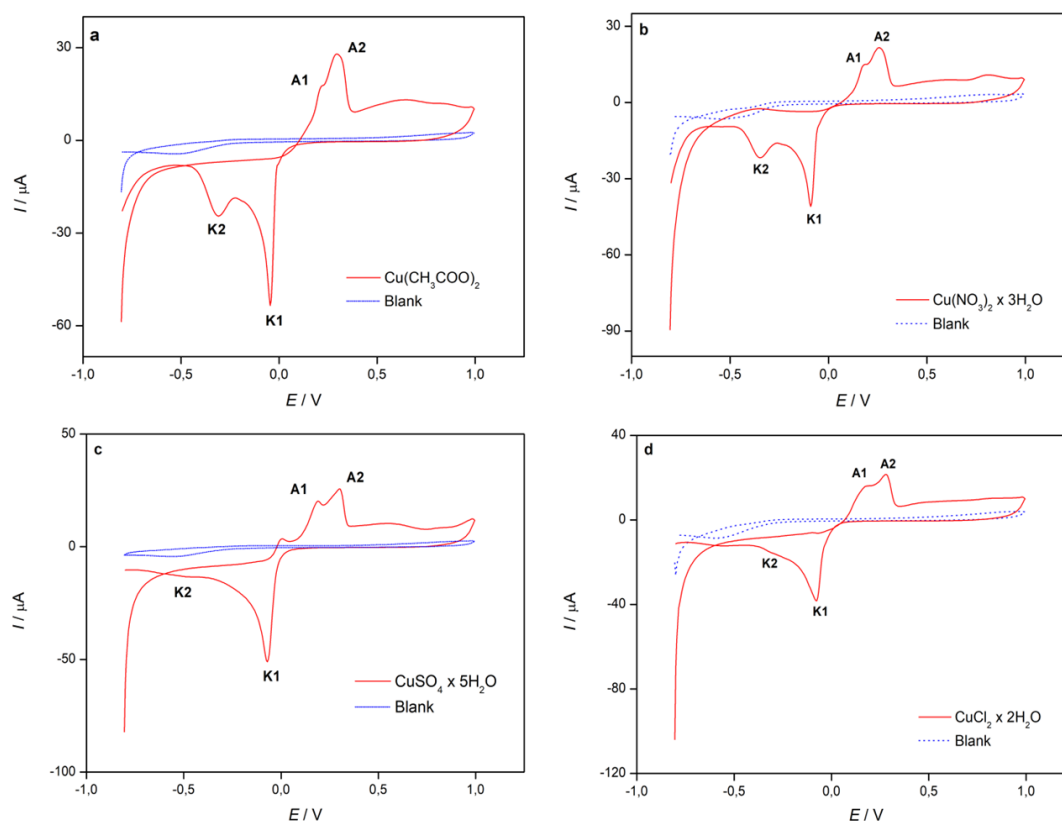 a
A1
A2
K2
K1
Cu(CH₃COO)₂
Blank
30
0
-30
-60
-1,0
-0,5
0,0
0,5
1,0
I / µA
E / V
b
A1
A2
K2
K1
Cu(NO₃)₂ x 3H₂O
Blank
30
0
-30
-60
-90
-1,0
-0,5
0,0
0,5
1,0
I / µA
E / V
c
A1
A2
K2
K1
CuSO₄ x 5H₂O
Blank
50
0
-50
-100
-1,0
-0,5
0,0
0,5
1,0
I / µA
E / V
d
A1
A2
K2
K1
CuCl₂ x 2H₂O
Blank
40
0
-40
-80
-120
-1,0
-0,5
0,0
0,5
1,0
I / µA
E / V